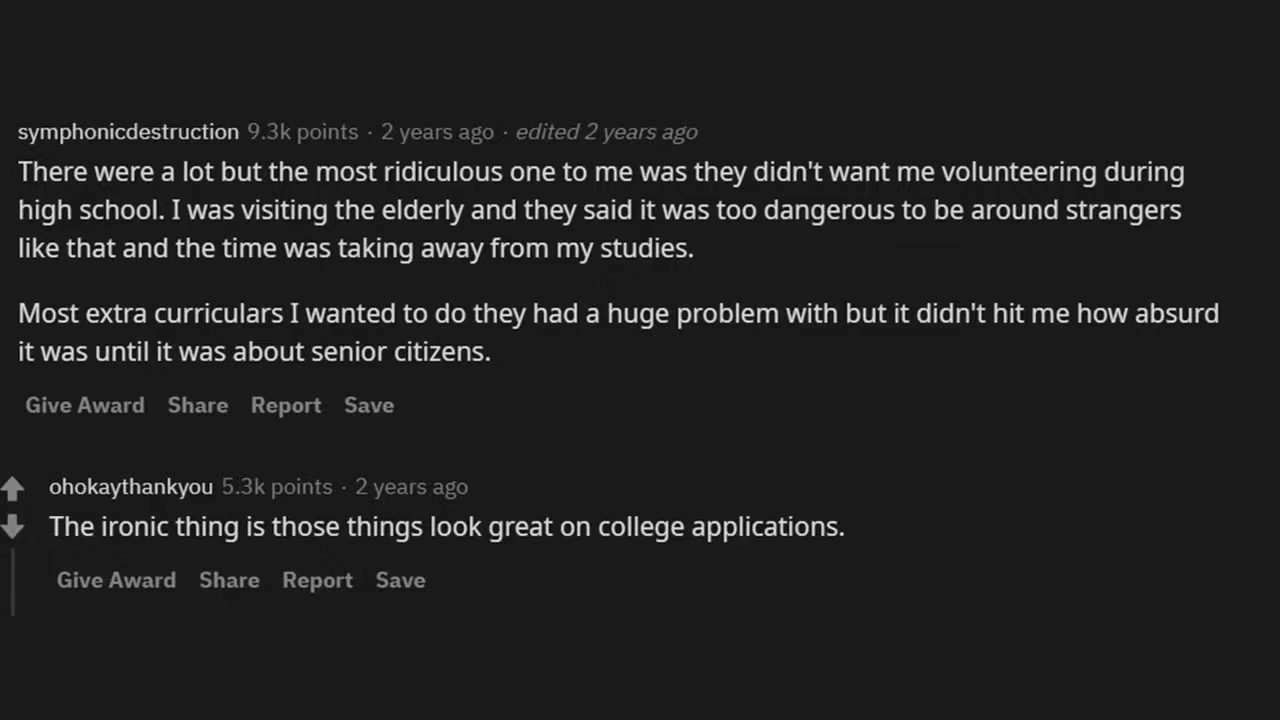 symphonicdestruction 9.3k points · 2 years ago · edited 2 years ago
There were a lot but the most ridiculous one to me was they didn't want me volunteering during
high school. I was visiting the elderly and they said it was too dangerous to be around strangers
like that and the time was taking away from my studies.
Most extra curriculars I wanted to do they had a huge problem with but it didn't hit me how absurd
it was until it was about senior citizens.
Give Award Share Report Save
ohokaythankyou 5.3k points · 2 years ago
The ironic thing is those things look great on college applications.
Give Award Share Report Save